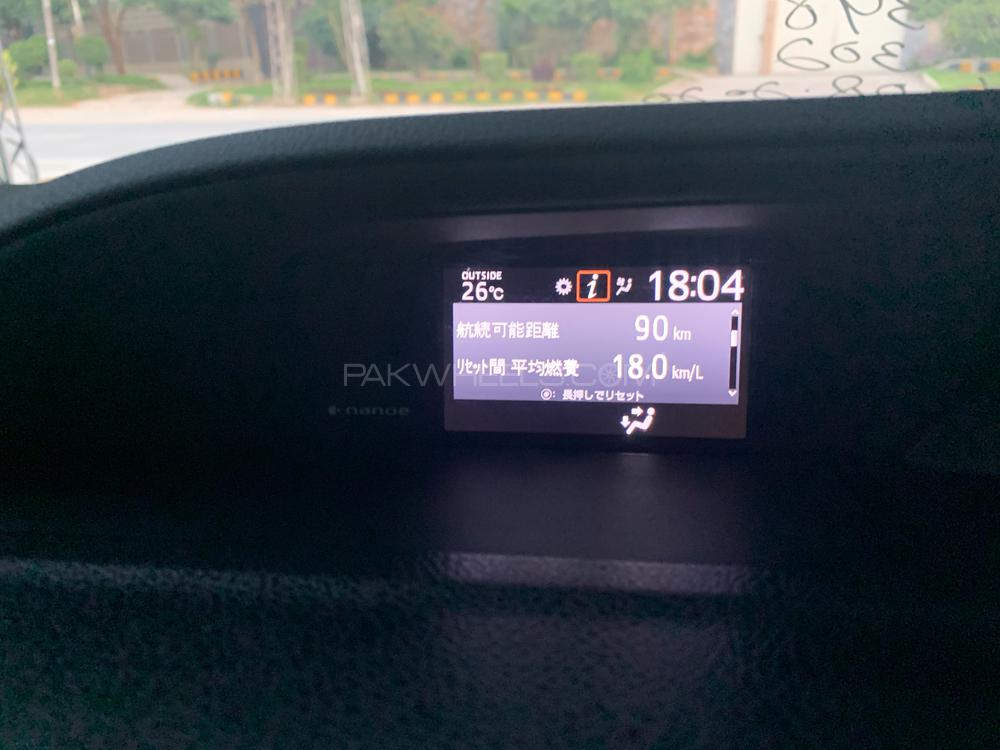 OUTSIDE
26℃
i
18:04
航続可能距離 90 km
リセット間 平均燃費 18.0 km/L
◉: 長押しでリセット
PAKWHEELS.COM
nanoe